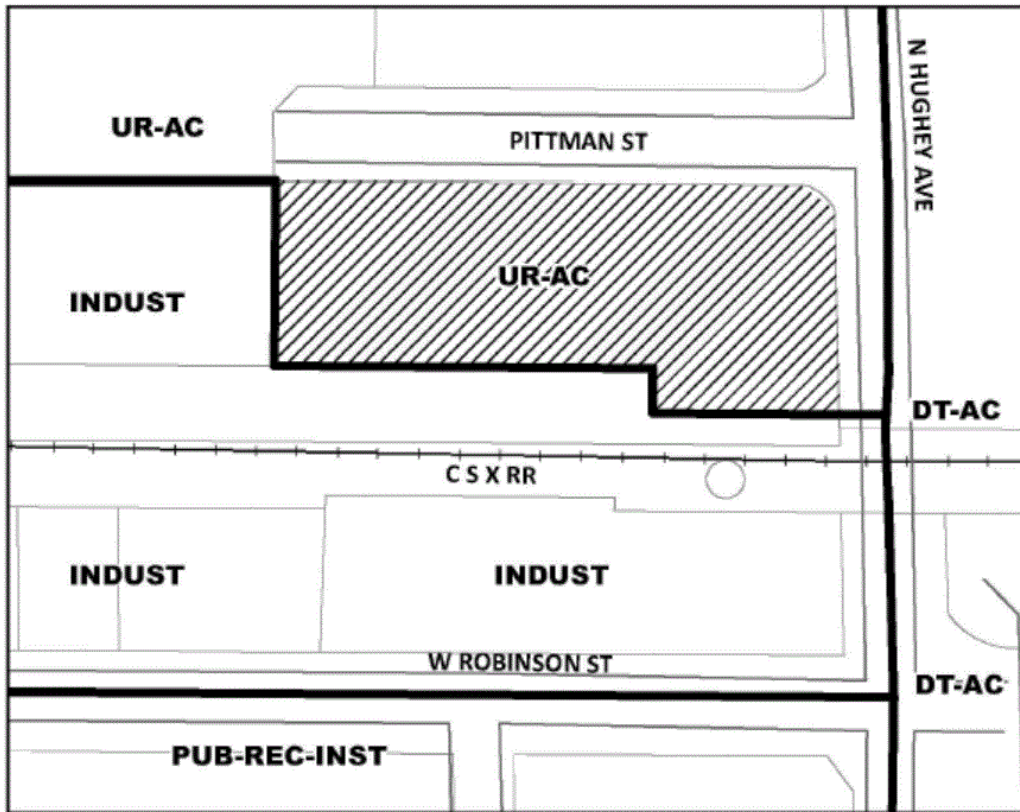 UR-AC
PITTMAN ST
N HUGHEY AVE
UR-AC
INDUST
DT-AC
C S X RR
INDUST
INDUST
W ROBINSON ST
DT-AC
PUB-REC-INST